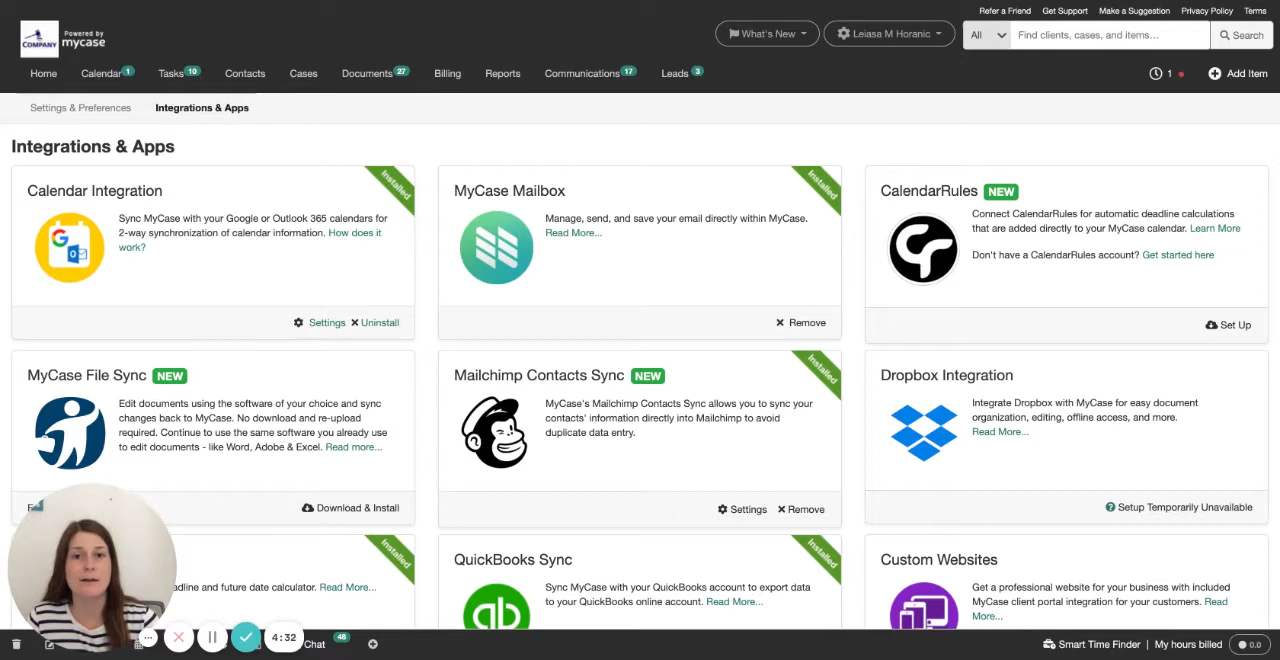 Refer a Friend Get Support Make a Suggestion Privacy Policy Terms
COMPANY Powered by mycase
What's New Leiasa M Horanic All Find clients, cases, and items... Search
Home Calendar 1 Tasks 10 Contacts Cases Documents 27 Billing Reports Communications 17 Leads 3 1 Add Item
Settings & Preferences Integrations & Apps
Integrations & Apps
Calendar Integration
Installed
Sync MyCase with your Google or Outlook 365 calendars for
2-way synchronization of calendar information. How does it
work?
Settings Uninstall
MyCase Mailbox
Installed
Manage, send, and save your email directly within MyCase.
Read More...
Remove
CalendarRules NEW
Connect CalendarRules for automatic deadline calculations
that are added directly to your MyCase calendar. Learn More
Don't have a CalendarRules account? Get started here
Set Up
MyCase File Sync NEW
Edit documents using the software of your choice and sync
changes back to MyCase. No download and re-upload
required. Continue to use the same software you already use
to edit documents - like Word, Adobe & Excel. Read more...
Download & Install
Mailchimp Contacts Sync NEW
Installed
MyCase's Mailchimp Contacts Sync allows you to sync your
contacts' information directly into Mailchimp to avoid
duplicate data entry.
Settings Remove
Dropbox Integration
Integrate Dropbox with MyCase for easy document
organization, editing, offline access, and more.
Read More...
Setup Temporarily Unavailable
Installed
adline and future date calculator. Read More...
QuickBooks Sync
Installed
Sync MyCase with your QuickBooks account to export data
to your QuickBooks online account. Read More...
qb
Custom Websites
Get a professional website for your business with included
MyCase client portal integration for your customers. Read
More...
4:32 Chat 48 Smart Time Finder | My hours billed 0.0